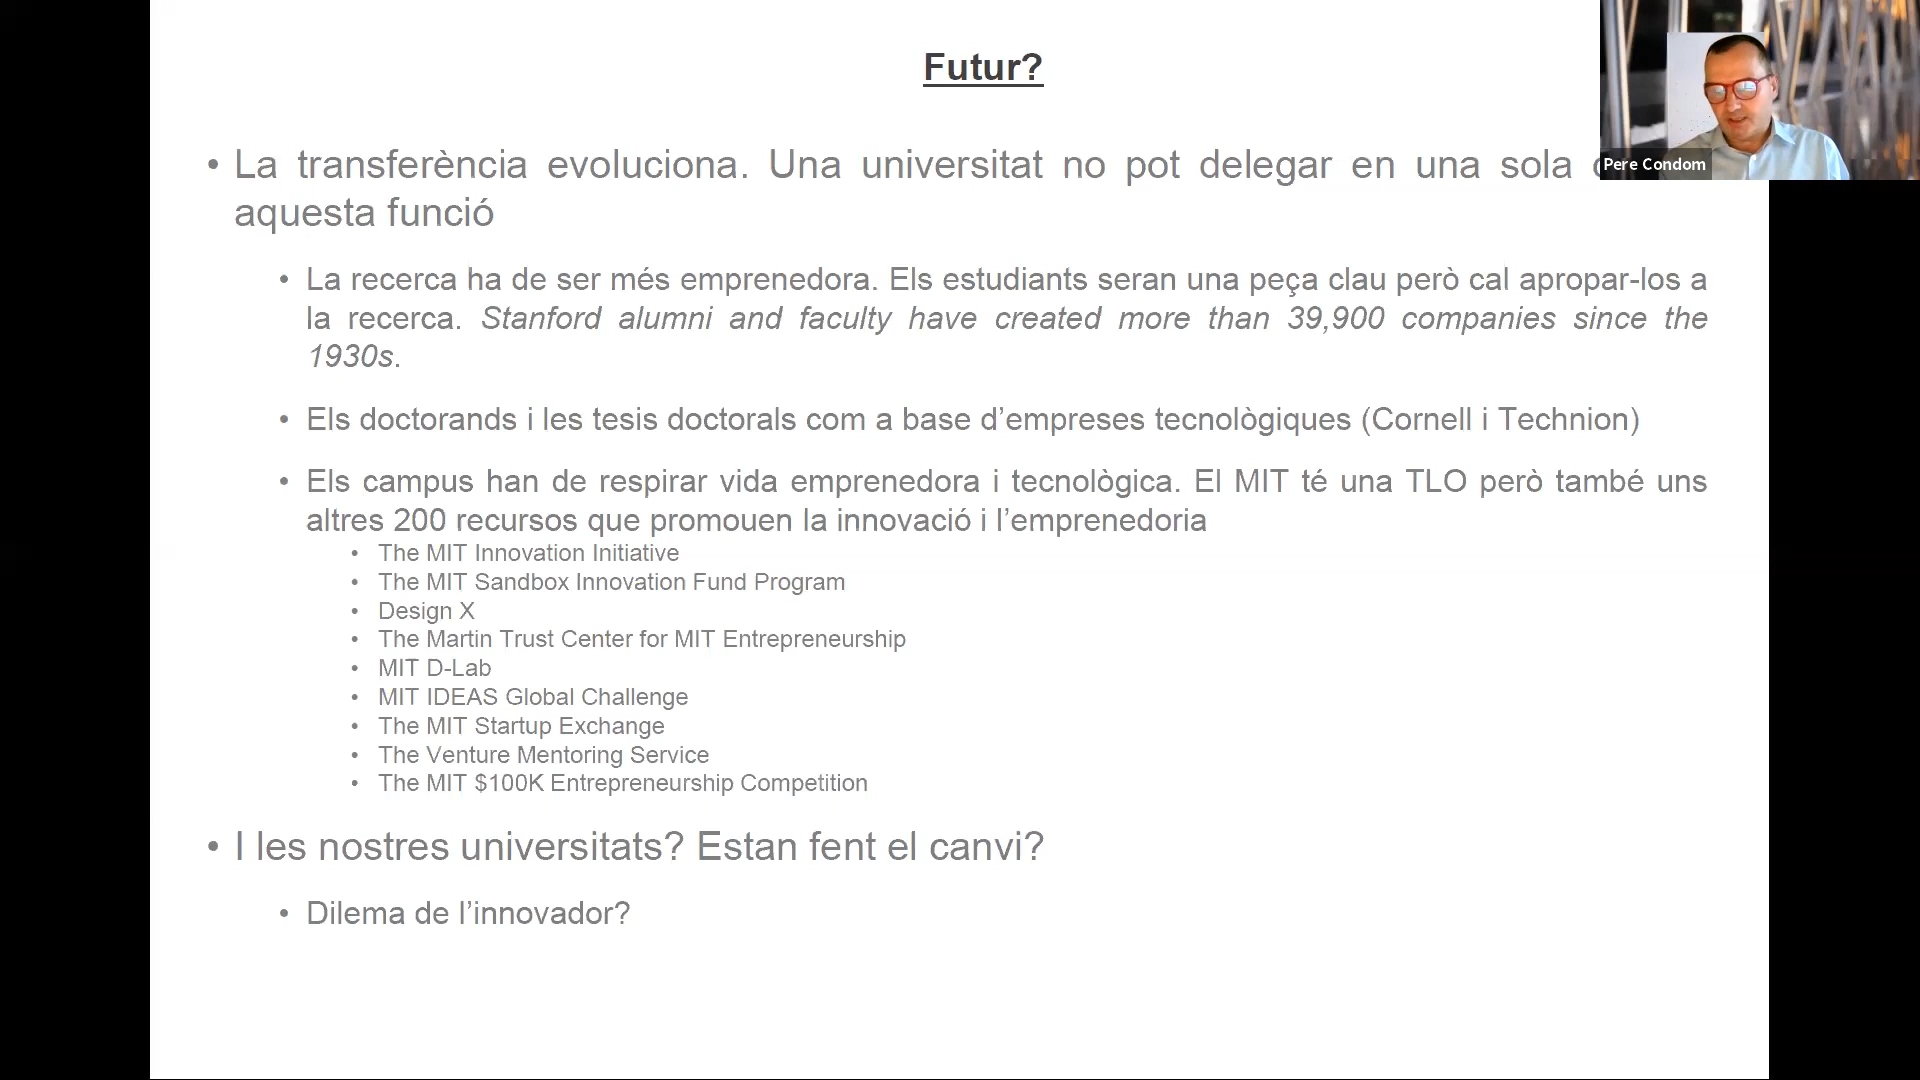 Futur?
Pere Condom
• La transferència evoluciona. Una universitat no pot delegar en una sola
aquesta funció
• La recerca ha de ser més emprenedora. Els estudiants seran una peça clau però cal apropar-los a
la recerca. Stanford alumni and faculty have created more than 39,900 companies since the
1930s.
• Els doctorands i les tesis doctorals com a base d’empreses tecnològiques (Cornell i Technion)
• Els campus han de respirar vida emprenedora i tecnològica. El MIT té una TLO però també uns
altres 200 recursos que promouen la innovació i l’emprenedoria
• The MIT Innovation Initiative
• The MIT Sandbox Innovation Fund Program
• Design X
• The Martin Trust Center for MIT Entrepreneurship
• MIT D-Lab
• MIT IDEAS Global Challenge
• The MIT Startup Exchange
• The Venture Mentoring Service
• The MIT $100K Entrepreneurship Competition
• I les nostres universitats? Estan fent el canvi?
• Dilema de l’innovador?